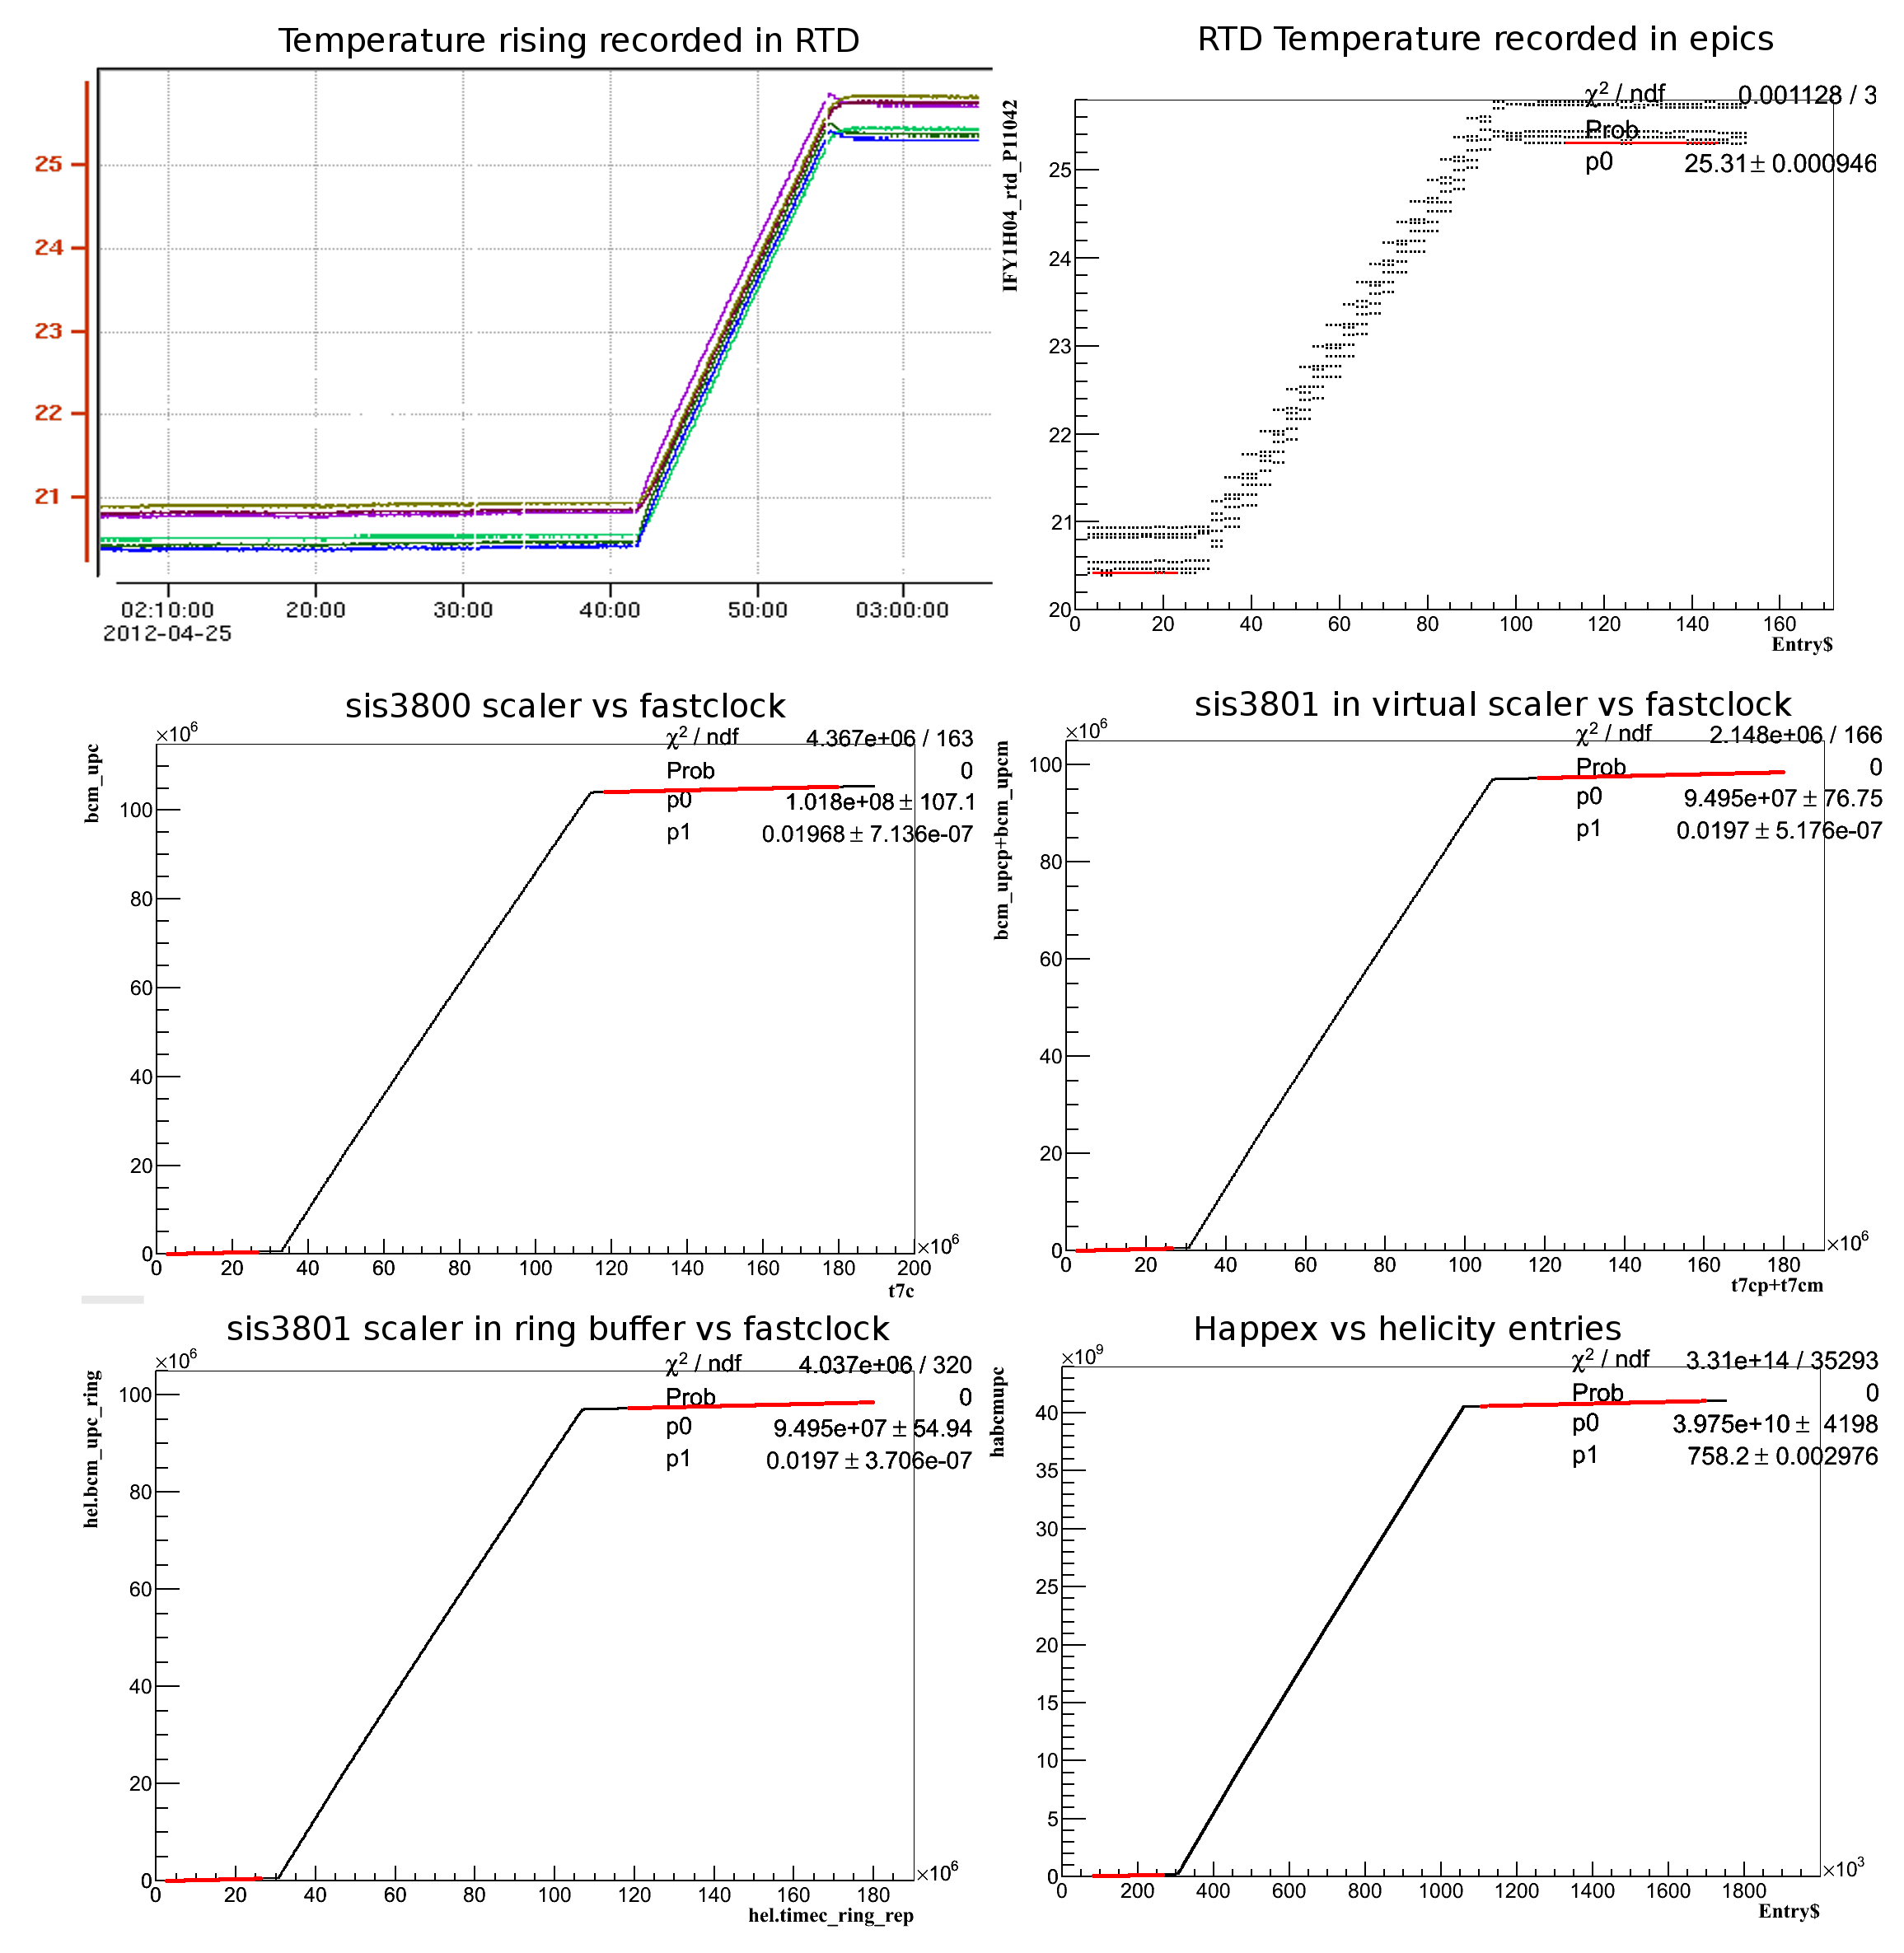 Temperature rising recorded in RTD
25
24
23
22
21
02:10:00 20:00 30:00 40:00 50:00 03:00:00
2012-04-25
RTD Temperature recorded in epics
χ² / ndf 0.001128 / 3
Prob
p0 25.31 ± 0.000946
IFY1H04_rtd_P11042
25
24
23
22
21
20
0 20 40 60 80 100 120 140 160
Entry$
sis3800 scaler vs fastclock
×10⁶
χ² / ndf 4.367e+06 / 163
Prob 0
p0 1.018e+08 ± 107.1
p1 0.01968 ± 7.136e-07
bcm_upc
100
80
60
40
20
0
0 20 40 60 80 100 120 140 160 180 200
×10⁶
t7c
sis3801 in virtual scaler vs fastclock
×10⁶
χ² / ndf 2.148e+06 / 166
Prob 0
p0 9.495e+07 ± 76.75
p1 0.0197 ± 5.176e-07
bcm_upcp+bcm_upcm
100
80
60
40
20
0
0 20 40 60 80 100 120 140 160 180
×10⁶
t7cp+t7cm
sis3801 scaler in ring buffer vs fastclock
×10⁶
χ² / ndf 4.037e+06 / 320
Prob 0
p0 9.495e+07 ± 54.94
p1 0.0197 ± 3.706e-07
hel.bcm_upc_ring
100
80
60
40
20
0
0 20 40 60 80 100 120 140 160 180
×10⁶
hel.timec_ring_rep
Happex vs helicity entries
×10⁹
χ² / ndf 3.31e+14 / 35293
Prob 0
p0 3.975e+10 ± 4198
p1 758.2 ± 0.002976
habcmupc
40
35
30
25
20
15
10
5
0
0 200 400 600 800 1000 1200 1400 1600 1800
×10³
Entry$